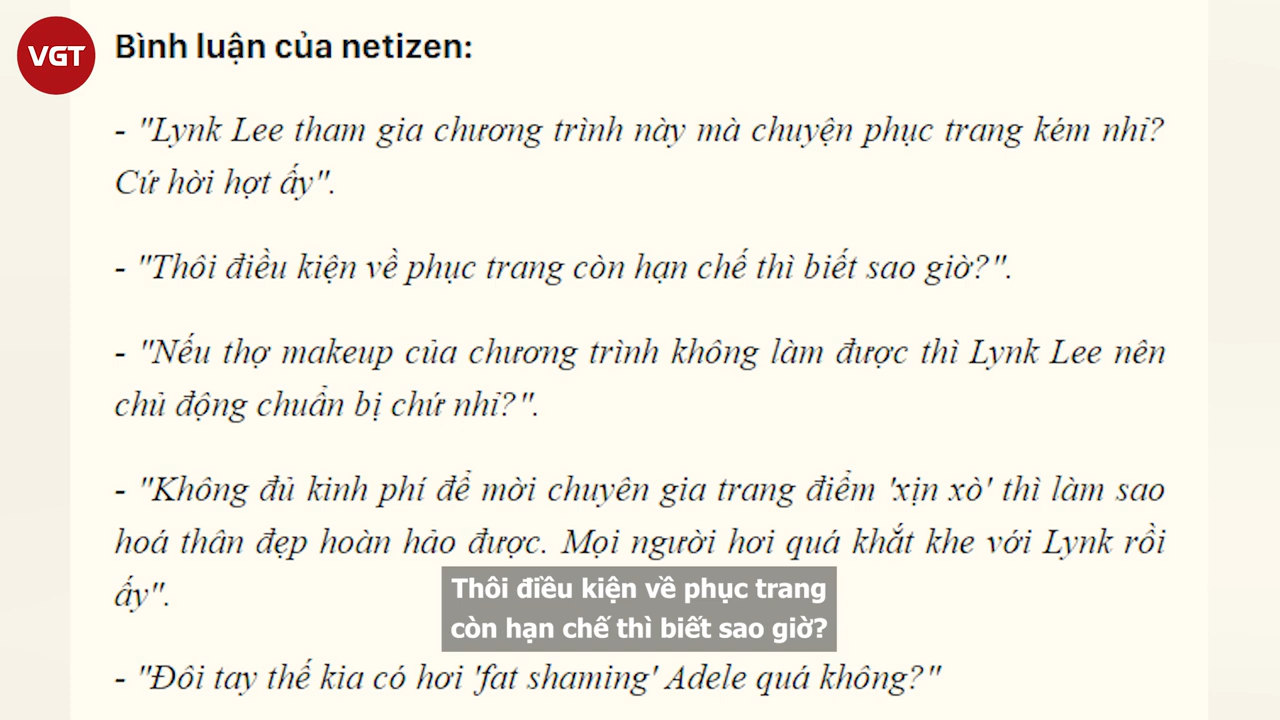 VGT
Bình luận của netizen:
- "Lynk Lee tham gia chương trình này mà chuyện phục trang kém nhỉ?
Cứ hời hợt ấy".
- "Thôi điều kiện về phục trang còn hạn chế thì biết sao giờ?".
- "Nếu thợ makeup của chương trình không làm được thì Lynk Lee nên
chủ động chuẩn bị chứ nhỉ?".
- "Không đủ kinh phí để mời chuyên gia trang điểm 'xịn xò' thì làm sao
hoá thân đẹp hoàn hảo được. Mọi người hơi quá khắt khe với Lynk rồi
ấy".
Thôi điều kiện về phục trang
còn hạn chế thì biết sao giờ?
- "Đôi tay thế kia có hơi 'fat shaming' Adele quá không?"